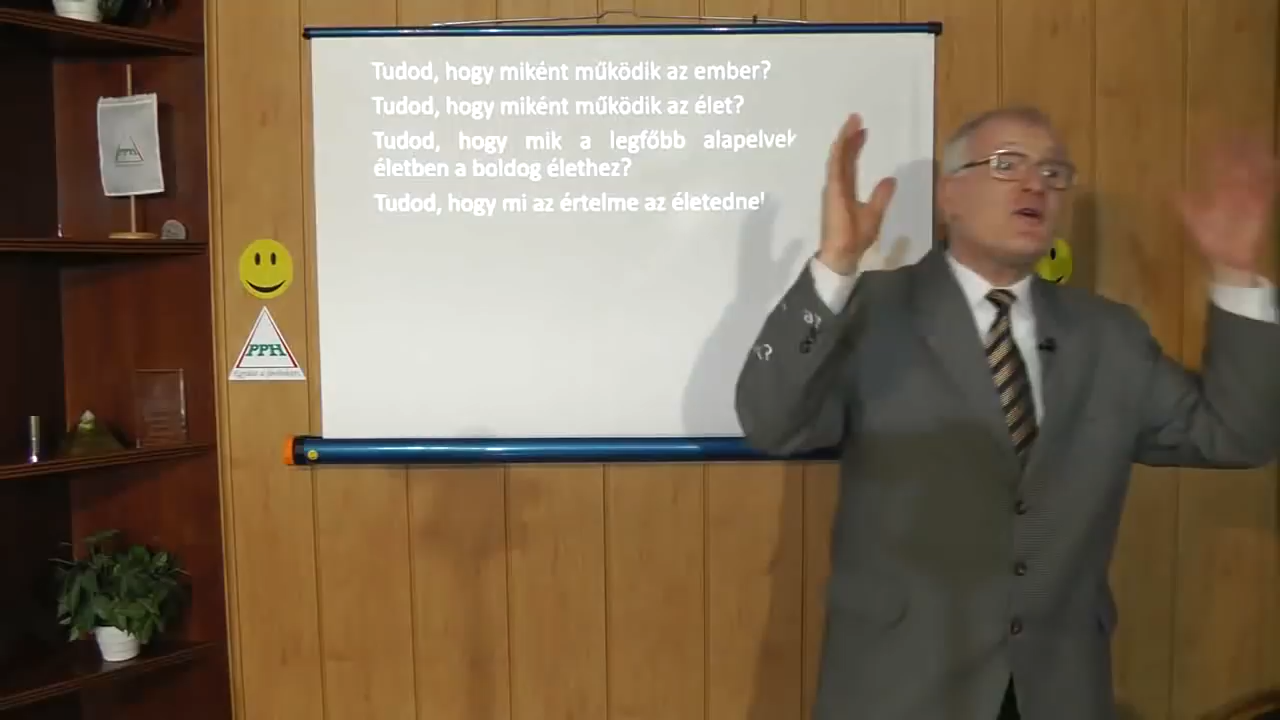 Tudod, hogy miként működik az ember?
Tudod, hogy miként működik az élet?
Tudod, hogy mik a legfőbb alapelvek
életben a boldog élethez?
Tudod, hogy mi az értelme az
PPH